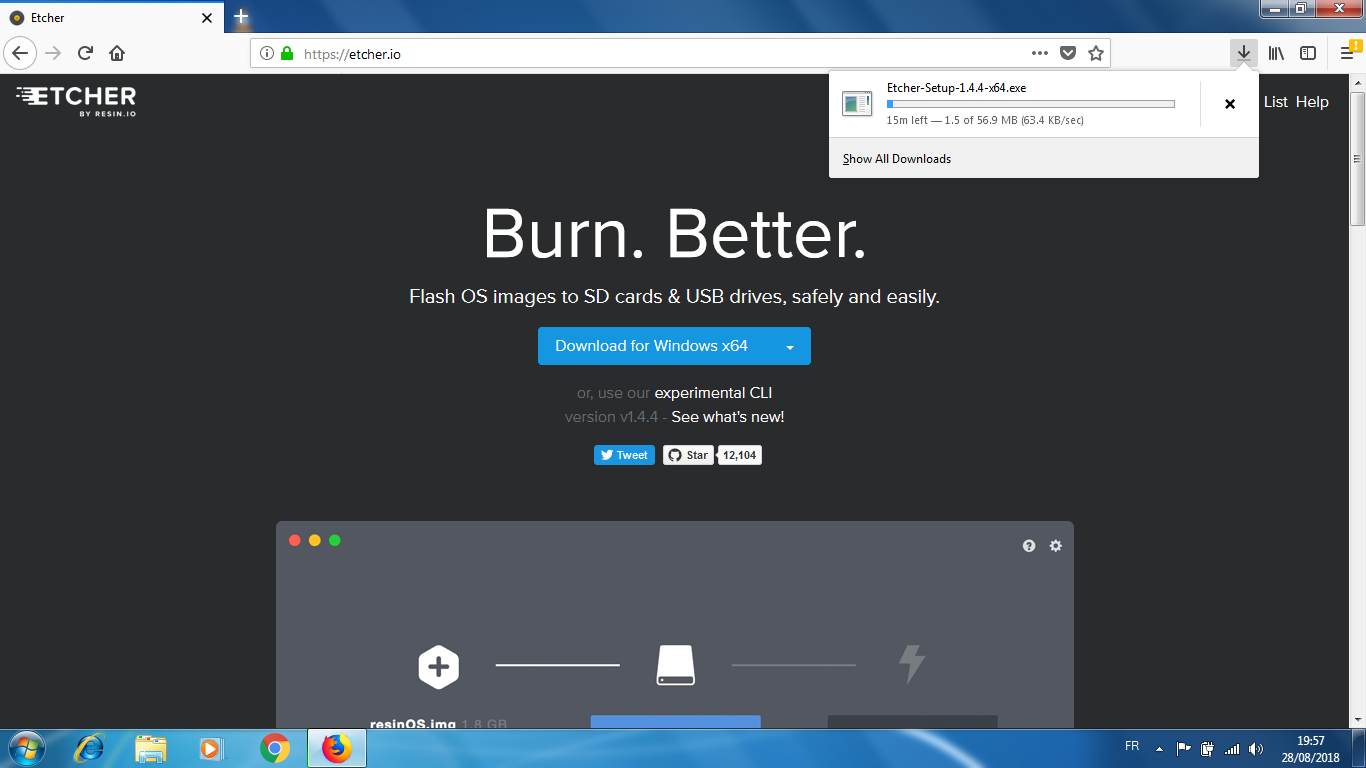 Etcher
https://etcher.io
ETCHER
BY RESIN.IO
Etcher-Setup-1.4.4-x64.exe
15m left — 1.5 of 56.9 MB (63.4 KB/sec)
Show All Downloads
List Help
Burn. Better.
Flash OS images to SD cards & USB drives, safely and easily.
Download for Windows x64
or, use our experimental CLI
version v1.4.4 - See what's new!
Tweet Star 12,104
resinOS.img 1.8 GB
FR
19:57
28/08/2018